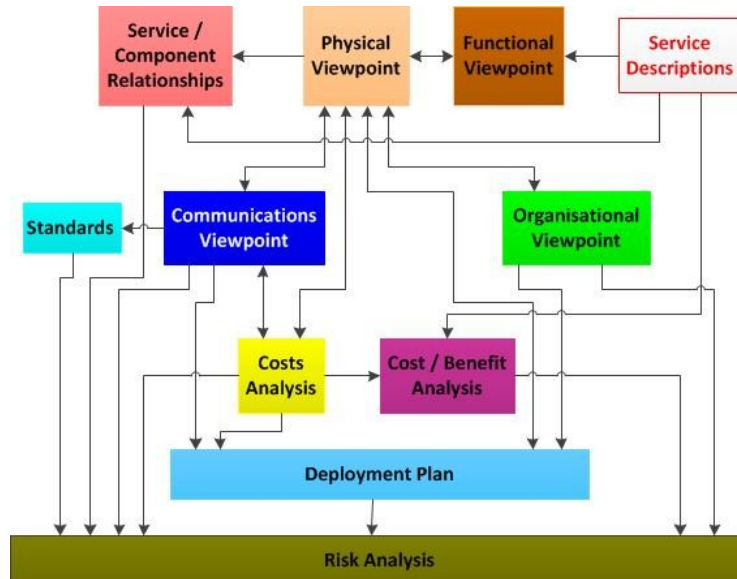 Service /
Component
Relationships
Physical
Viewpoint
Functional
Viewpoint
Service
Descriptions
Standards
Communications
Viewpoint
Organisational
Viewpoint
Costs
Analysis
Cost / Benefit
Analysis
Deployment Plan
Risk Analysis